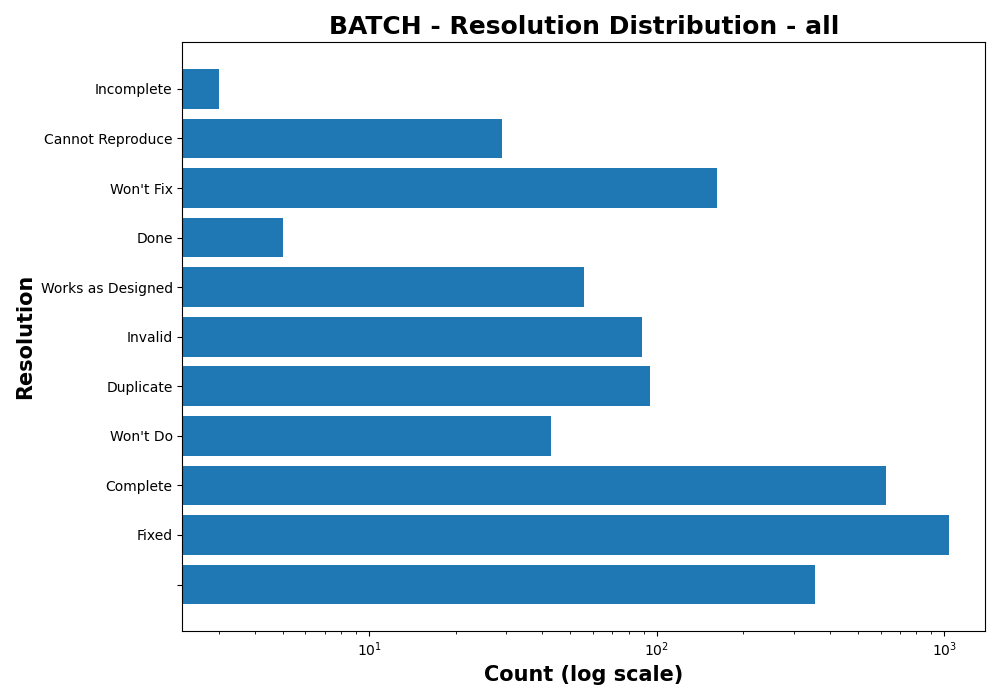 BATCH - Resolution Distribution - all
Incomplete
Cannot Reproduce
Won't Fix
Done
Works as Designed
Invalid
Duplicate
Won't Do
Complete
Fixed
Resolution
10¹ 10² 10³
Count (log scale)